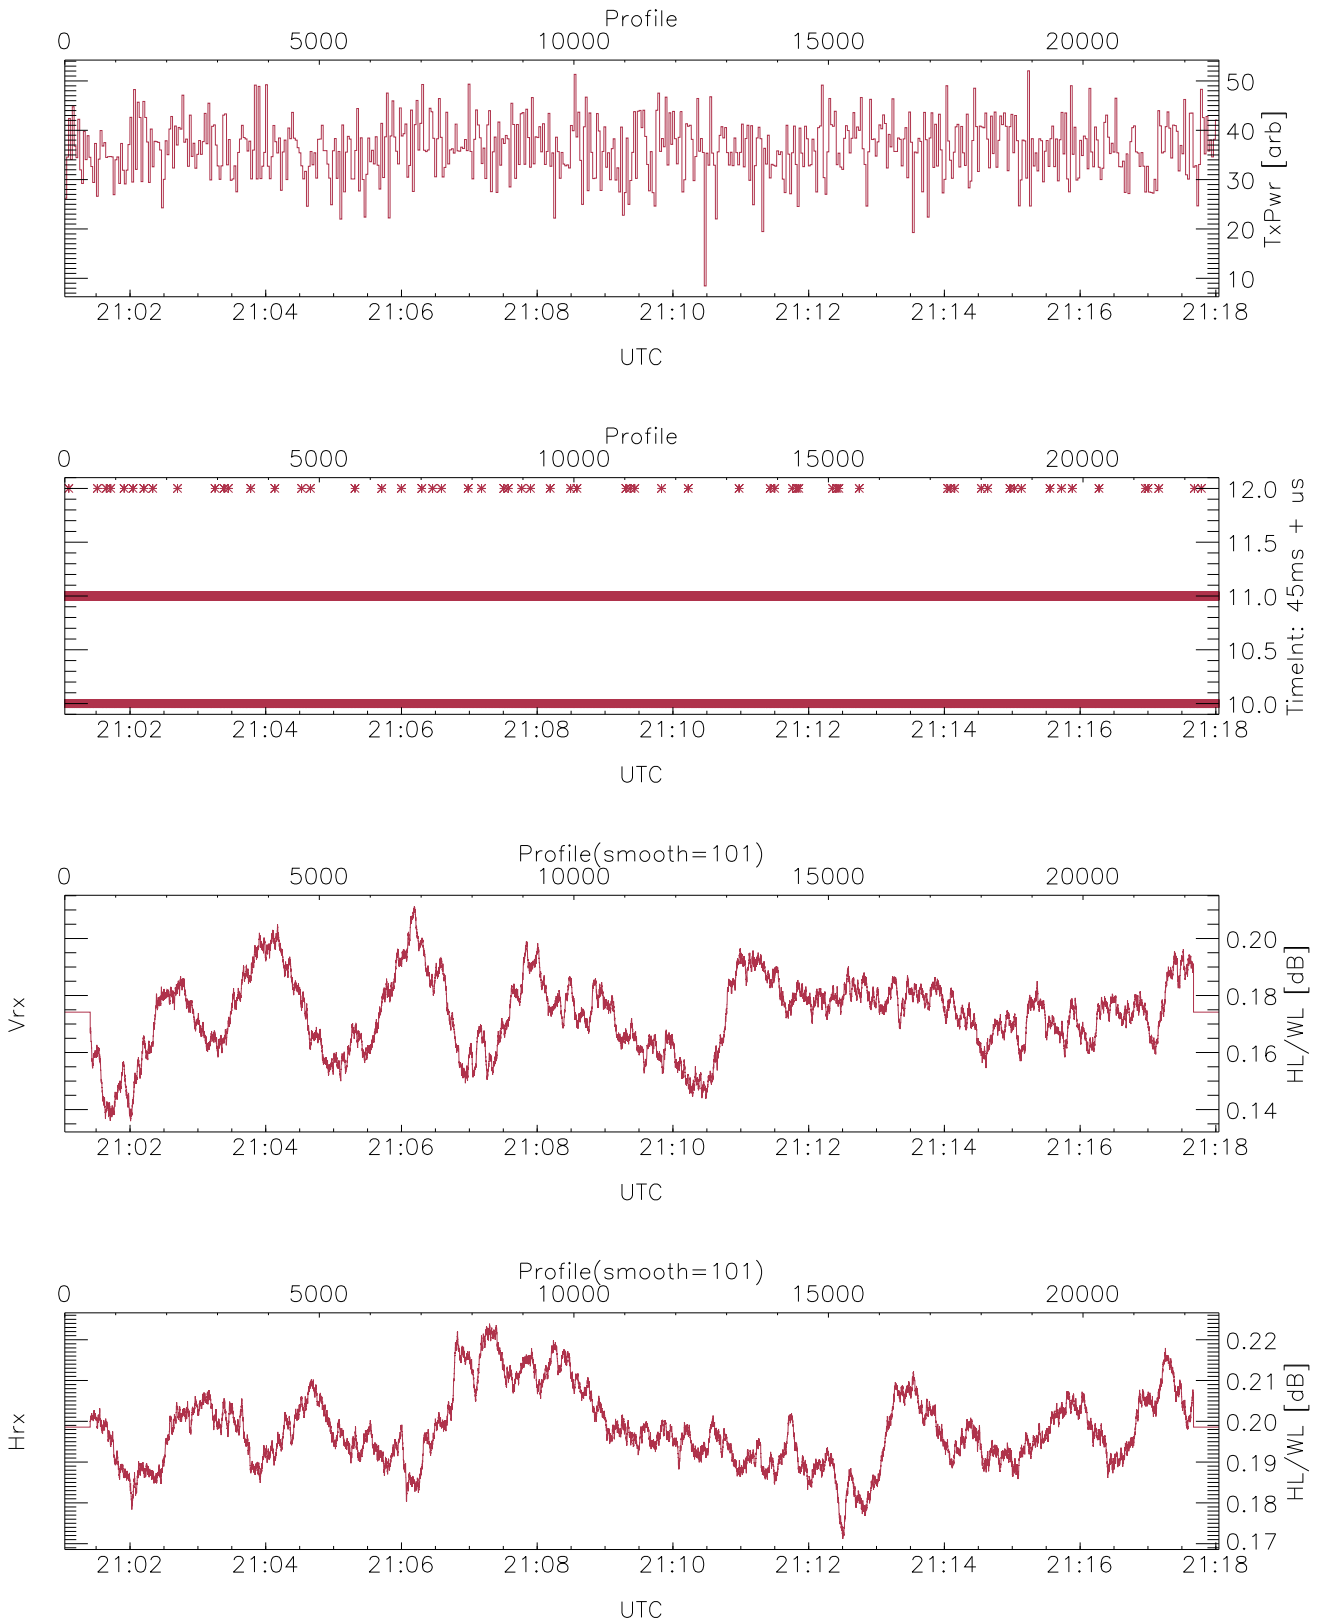 Profile
0 5000 10000 15000 20000
50
40
30
20
10
TxPwr [arb]
21:02 21:04 21:06 21:08 21:10 21:12 21:14 21:16 21:18
UTC
Profile
0 5000 10000 15000 20000
12.0
11.5
11.0
10.5
10.0
TimeInt: 45ms + us
21:02 21:04 21:06 21:08 21:10 21:12 21:14 21:16 21:18
UTC
Profile(smooth=101)
0 5000 10000 15000 20000
Vrx
0.20
0.18
0.16
0.14
HL/WL [dB]
21:02 21:04 21:06 21:08 21:10 21:12 21:14 21:16 21:18
UTC
Profile(smooth=101)
0 5000 10000 15000 20000
Hrx
0.22
0.21
0.20
0.19
0.18
0.17
HL/WL [dB]
21:02 21:04 21:06 21:08 21:10 21:12 21:14 21:16 21:18
UTC